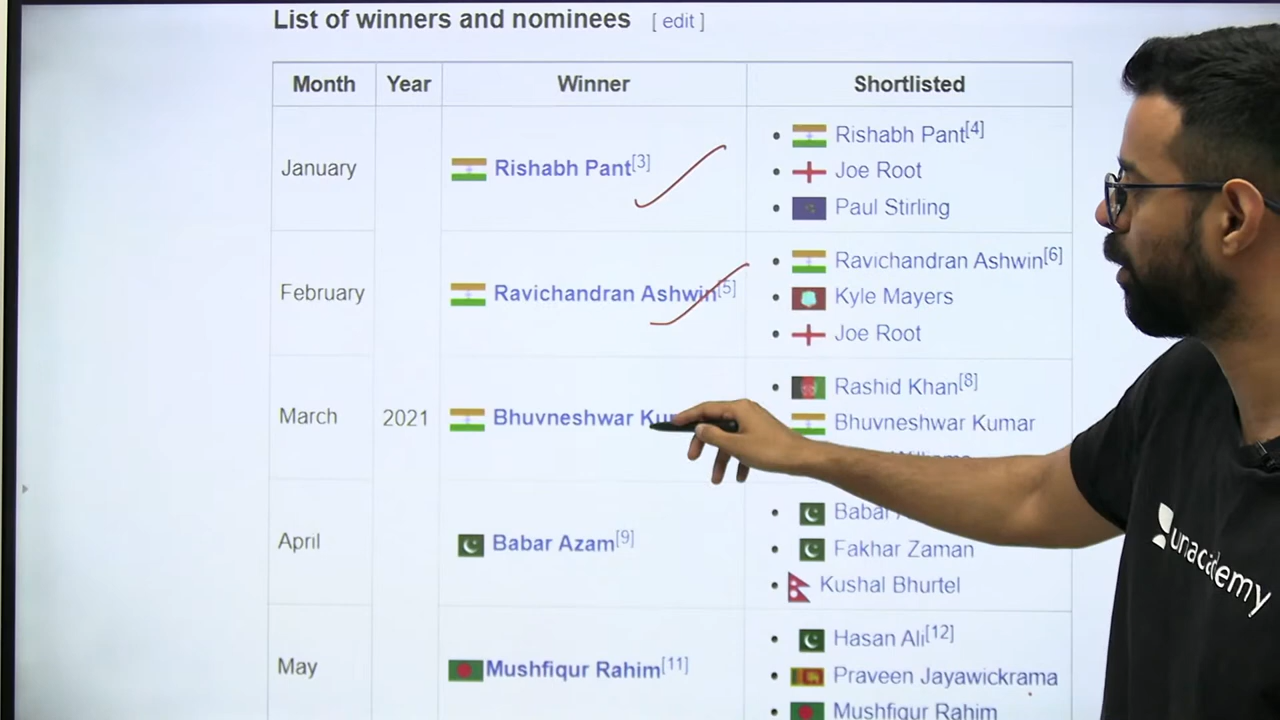 List of winners and nominees [ edit ]
Month Year Winner Shortlisted
January
Rishabh Pant[3]
Rishabh Pant[4]
Joe Root
Paul Stirling
February
Ravichandran Ashwin[5]
Ravichandran Ashwin[6]
Kyle Mayers
Joe Root
March
2021
Bhuvneshwar
Rashid Khan[8]
Bhuvneshwar Kumar
April
Babar Azam[9]
Babar
Fakhar Zaman
Kushal Bhurtel
May
Mushfiqur Rahim[11]
Hasan Ali[12]
Praveen Jayawickrama
Mushfiqur Rahim
unacademy